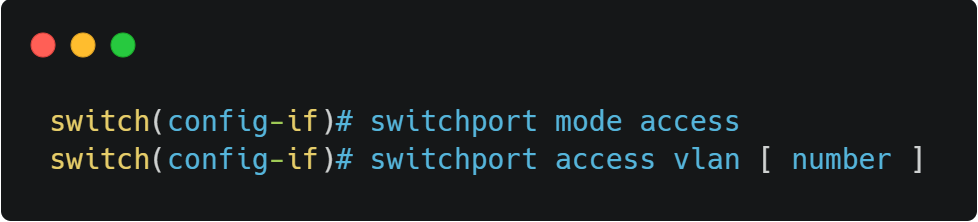 switch(config-if)# switchport mode access
switch(config-if)# switchport access vlan [ number ]